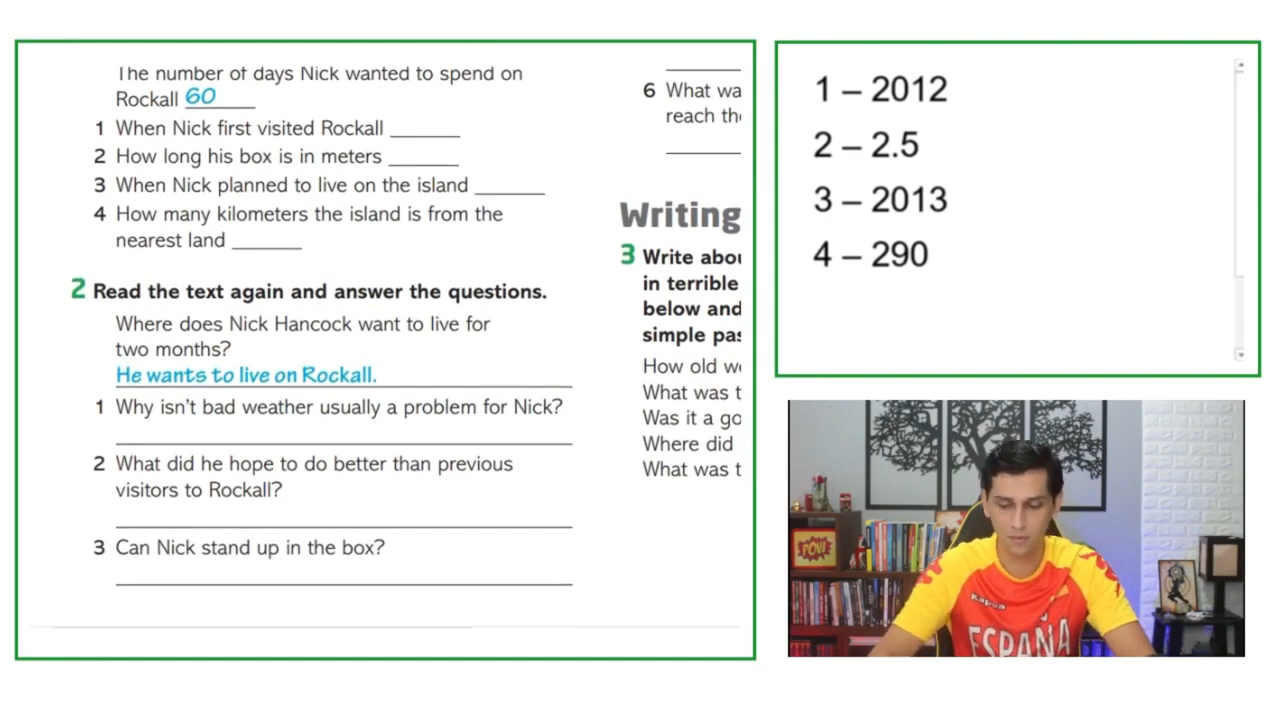 The number of days Nick wanted to spend on
Rockall 60
1 When Nick first visited Rockall
2 How long his box is in meters
3 When Nick planned to live on the island
4 How many kilometers the island is from the
nearest land
2 Read the text again and answer the questions.
Where does Nick Hancock want to live for
two months?
He wants to live on Rockall.
1 Why isn't bad weather usually a problem for Nick?
2 What did he hope to do better than previous
visitors to Rockall?
3 Can Nick stand up in the box?
6 What wa
reach the
Writing
3 Write abou
in terrible
below and
simple pas
How old we
What was t
Was it a go
Where did
What was t
1 – 2012
2 – 2.5
3 – 2013
4 – 290
POW!
Kappa
ESPAÑA